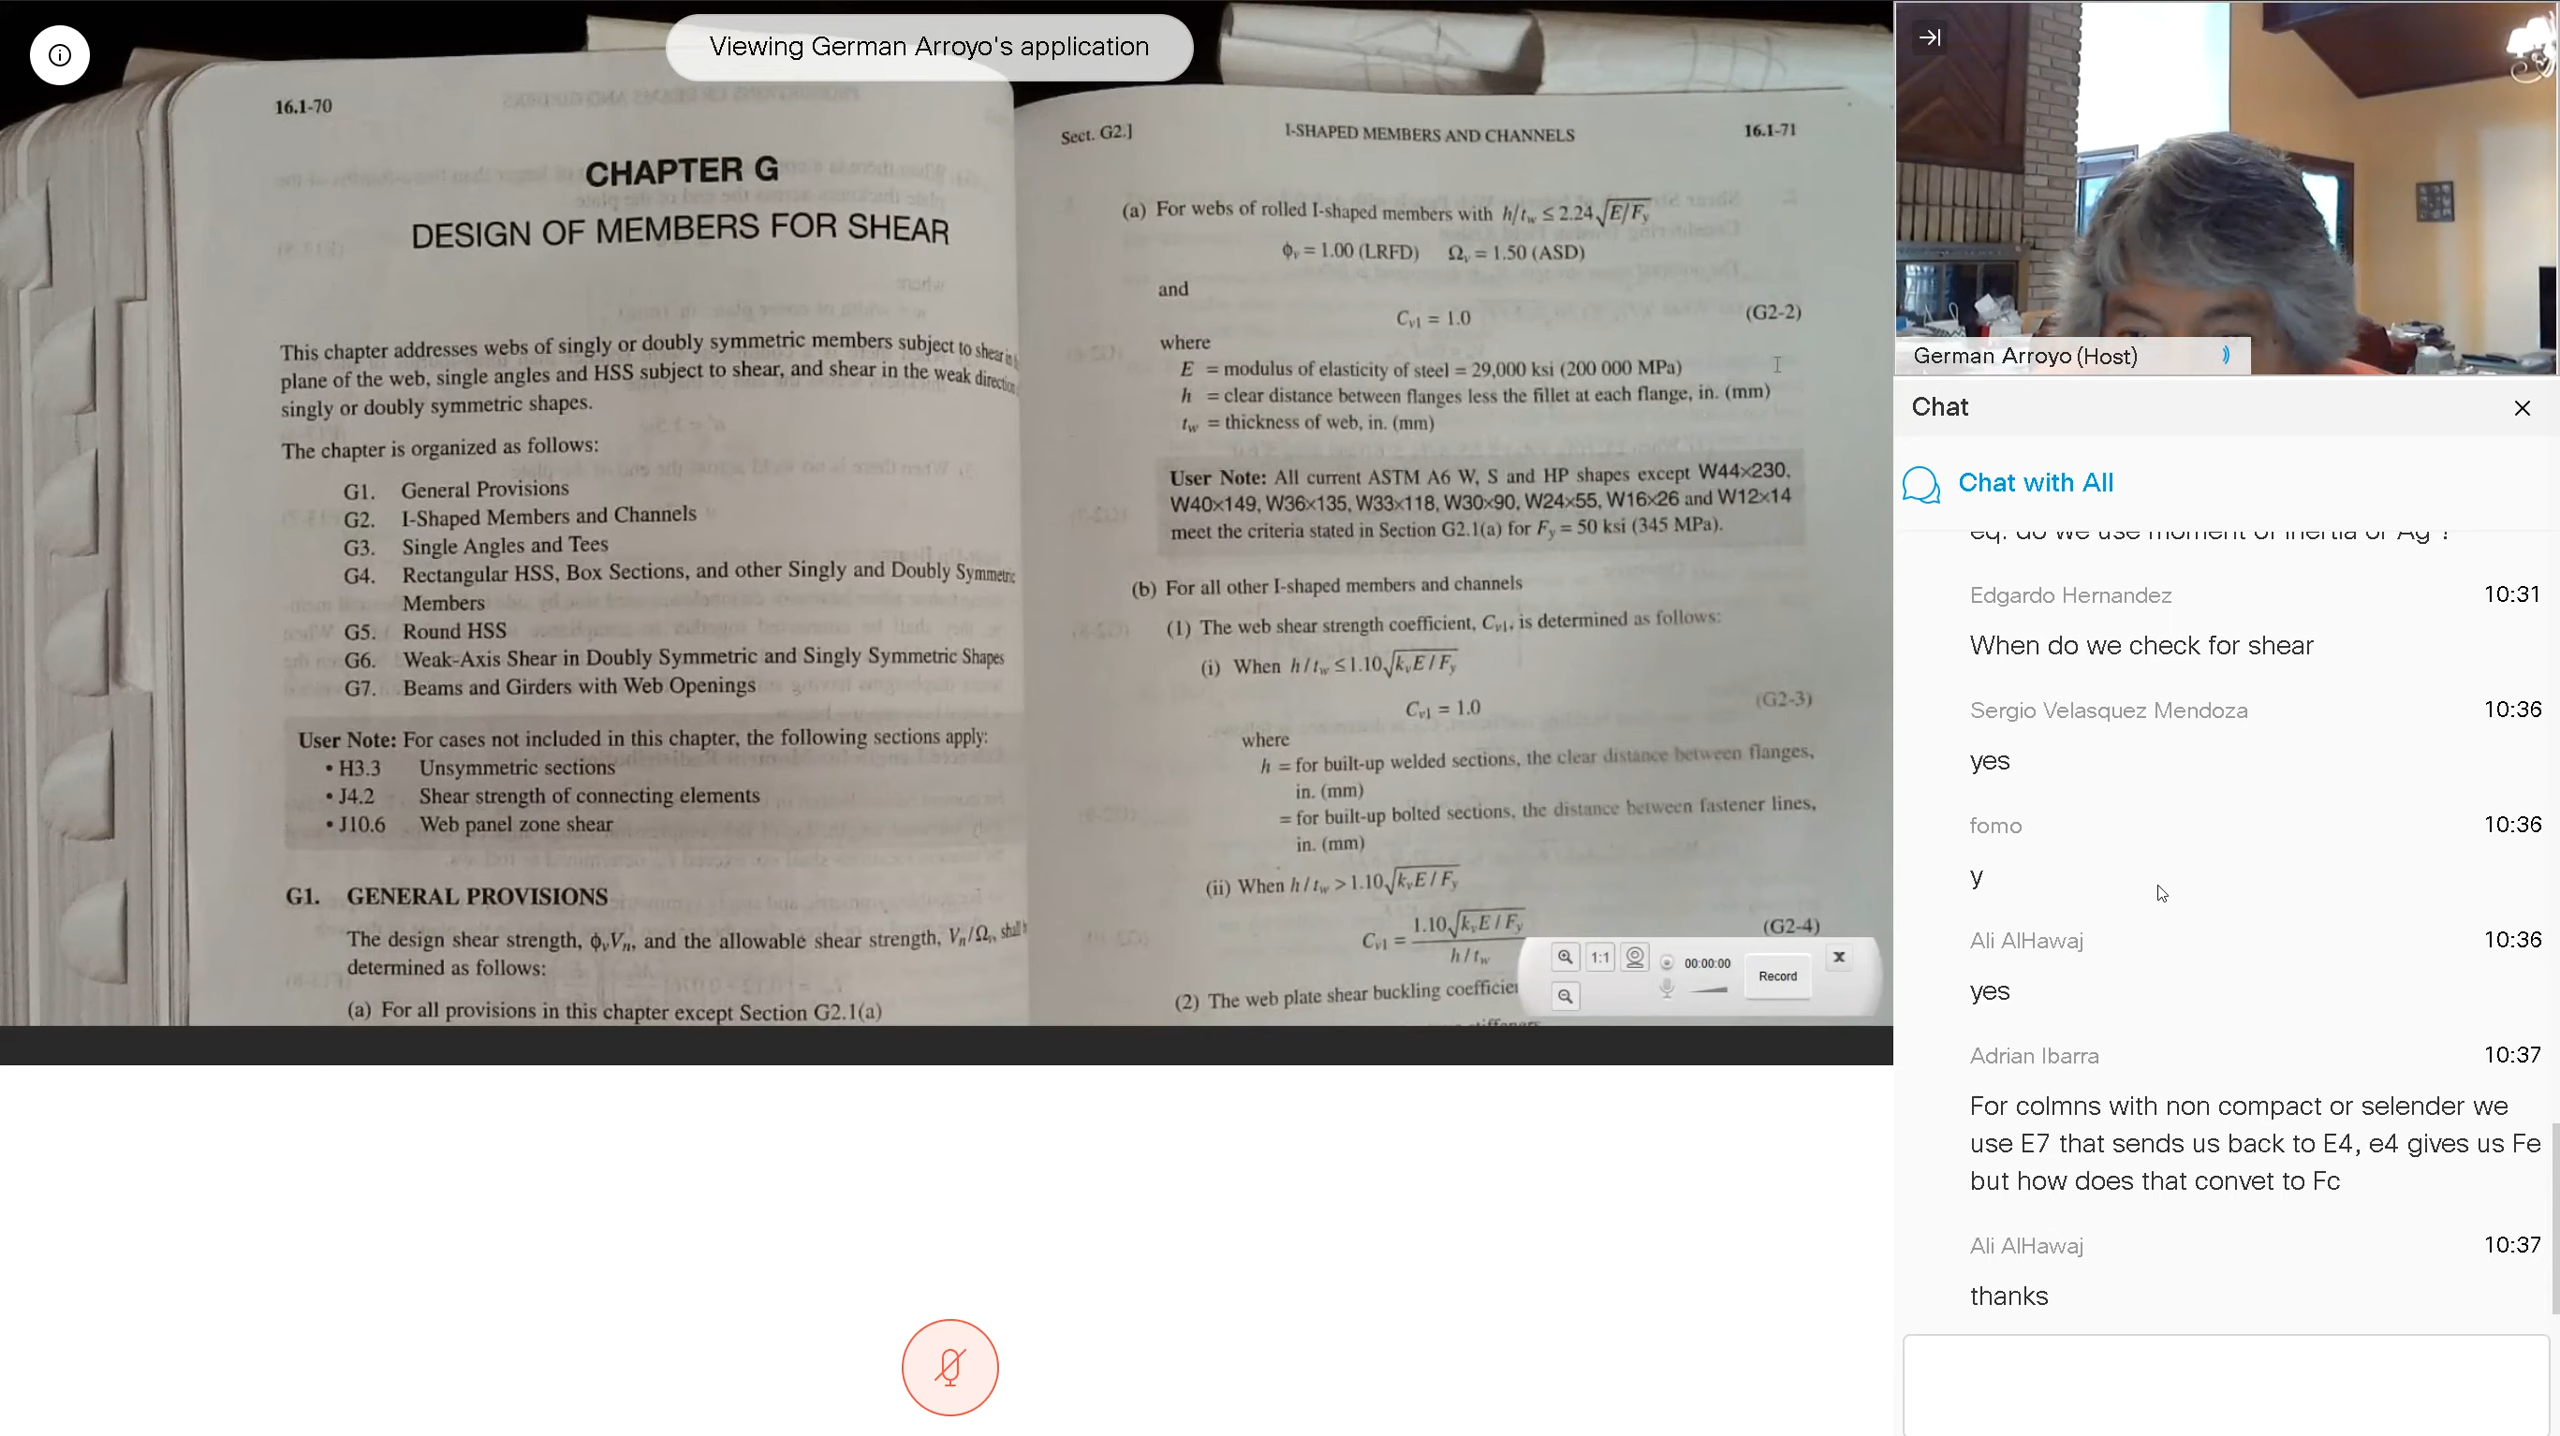 Viewing German Arroyo's application
16.1-70
CHAPTER G
DESIGN OF MEMBERS FOR SHEAR
This chapter addresses webs of singly or doubly symmetric members subject to shear in
plane of the web, single angles and HSS subject to shear, and shear in the weak direction
singly or doubly symmetric shapes.
The chapter is organized as follows:
G1. General Provisions
G2. I-Shaped Members and Channels
G3. Single Angles and Tees
G4. Rectangular HSS, Box Sections, and other Singly and Doubly Symmetric
Members
G5. Round HSS
G6. Weak-Axis Shear in Doubly Symmetric and Singly Symmetric Shapes
G7. Beams and Girders with Web Openings
User Note: For cases not included in this chapter, the following sections apply:
• H3.3 Unsymmetric sections
• J4.2 Shear strength of connecting elements
• J10.6 Web panel zone shear
G1. GENERAL PROVISIONS
The design shear strength, ϕvVn, and the allowable shear strength, Vn/Ωv, shall
determined as follows:
(a) For all provisions in this chapter except Section G2.1(a)
Sect. G2.] I-SHAPED MEMBERS AND CHANNELS 16.1-71
(a) For webs of rolled I-shaped members with h/tw ≤ 2.24√E/Fy
ϕv = 1.00 (LRFD) Ωv = 1.50 (ASD)
and
Cv1 = 1.0 (G2-2)
where
E = modulus of elasticity of steel = 29,000 ksi (200 000 MPa)
h = clear distance between flanges less the fillet at each flange, in. (mm)
tw = thickness of web, in. (mm)
User Note: All current ASTM A6 W, S and HP shapes except W44×230,
W40×149, W36×135, W33×118, W30×90, W24×55, W16×26 and W12×14
meet the criteria stated in Section G2.1(a) for Fy = 50 ksi (345 MPa).
(b) For all other I-shaped members and channels
(1) The web shear strength coefficient, Cv1, is determined as follows:
(i) When h / tw ≤ 1.10√kvE / Fy
Cv1 = 1.0 (G2-3)
where
h = for built-up welded sections, the clear distance between flanges,
in. (mm)
= for built-up bolted sections, the distance between fastener lines,
in. (mm)
(ii) When h / tw > 1.10√kvE / Fy
Cv1 = 1.10√kvE / Fy / h / tw (G2-4)
(2) The web plate shear buckling
1:1
00:00:00
Record
x
German Arroyo (Host)
Chat
Chat with All
eq. do we use moment of inertia or Ag ?
Edgardo Hernandez 10:31
When do we check for shear
Sergio Velasquez Mendoza 10:36
yes
fomo 10:36
y
Ali AlHawaj 10:36
yes
Adrian Ibarra 10:37
For colmns with non compact or selender we
use E7 that sends us back to E4, e4 gives us Fe
but how does that convet to Fc
Ali AlHawaj 10:37
thanks